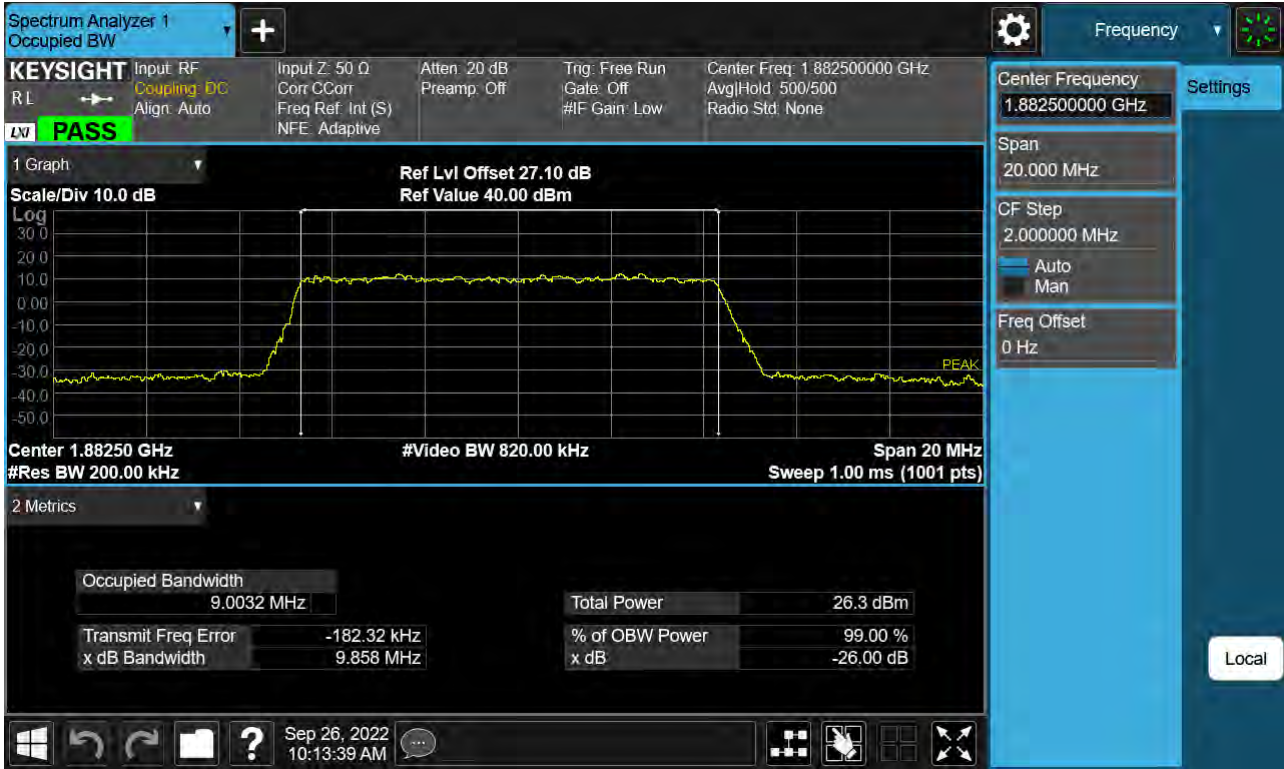 Spectrum Analyzer 1
Occupied BW
+
Frequency
KEYSIGHT
R L
LXI
PASS
Input: RF
Coupling: DC
Align: Auto
Input Z: 50 Ω
Corr CCorr
Freq Ref: Int (S)
NFE: Adaptive
Atten: 20 dB
Preamp: Off
Trig: Free Run
Gate: Off
#IF Gain: Low
Center Freq: 1.882500000 GHz
Avg|Hold: 500/500
Radio Std: None
Center Frequency
1.882500000 GHz
Settings
Span
20.000 MHz
CF Step
2.000000 MHz
Auto
Man
Freq Offset
0 Hz
1 Graph
Scale/Div 10.0 dB
Ref Lvl Offset 27.10 dB
Ref Value 40.00 dBm
Log
30.0
20.0
10.0
0.00
-10.0
-20.0
-30.0
-40.0
-50.0
PEAK
Center 1.88250 GHz
#Video BW 820.00 kHz
Span 20 MHz
#Res BW 200.00 kHz
Sweep 1.00 ms (1001 pts)
2 Metrics
Occupied Bandwidth
9.0032 MHz
Total Power 26.3 dBm
Transmit Freq Error -182.32 kHz
% of OBW Power 99.00 %
x dB Bandwidth 9.858 MHz
x dB -26.00 dB
Local
?
Sep 26, 2022
10:13:39 AM